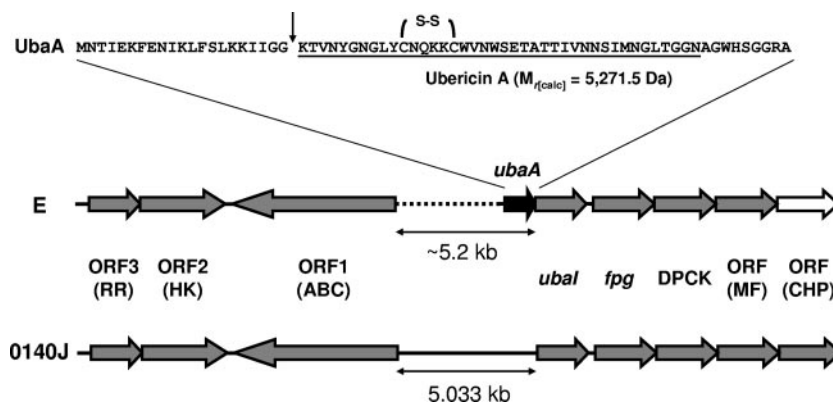 S-S
UbaA MNTIEKFENIKLFSLKKIIGG KTVNYGNGLYCNQKKCWVNWSETATTIVNNSIMNGLTGGNAGWHSGGRA
Ubericin A (Mr[calc] = 5,271.5 Da)
ubaA
E
~5.2 kb
ORF3 ORF2 ORF1 ubaI fpg DPCK ORF ORF
(RR) (HK) (ABC) (MF) (CHP)
0140J
5.033 kb